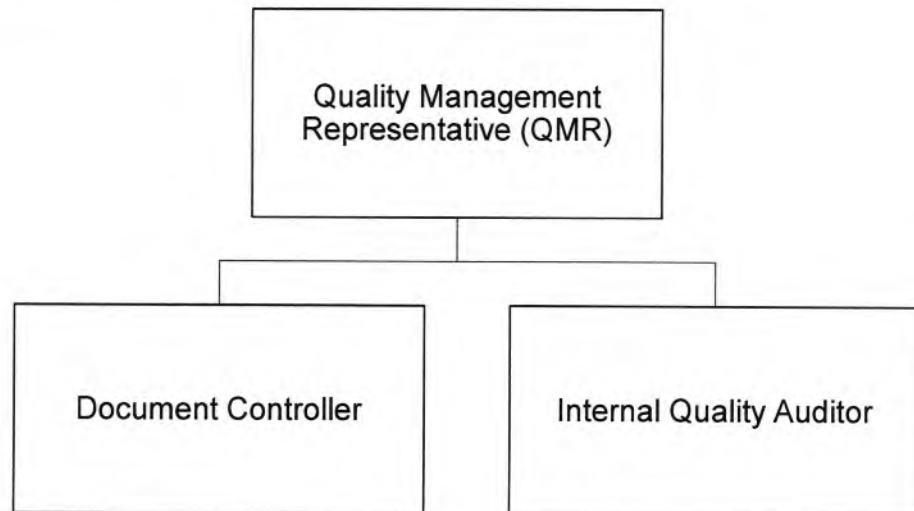 Quality Management
Representative (QMR)
Document Controller
Internal Quality Auditor